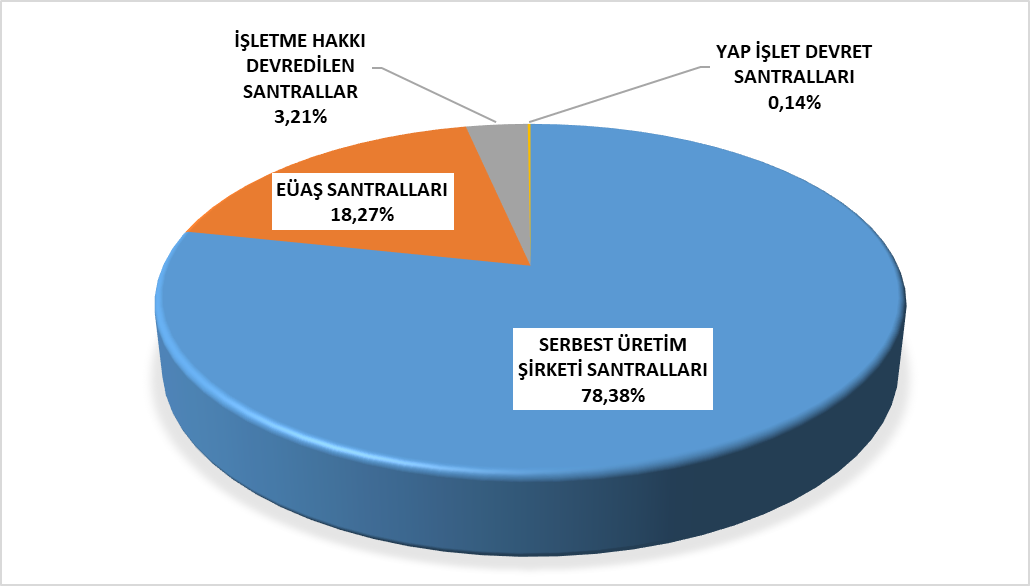 İŞLETME HAKKI
DEVREDİLEN
SANTRALLAR
3,21%
YAP İŞLET DEVRET
SANTRALLARI
0,14%
EÜAŞ SANTRALLARI
18,27%
SERBEST ÜRETİM
ŞİRKETİ SANTRALLARI
78,38%